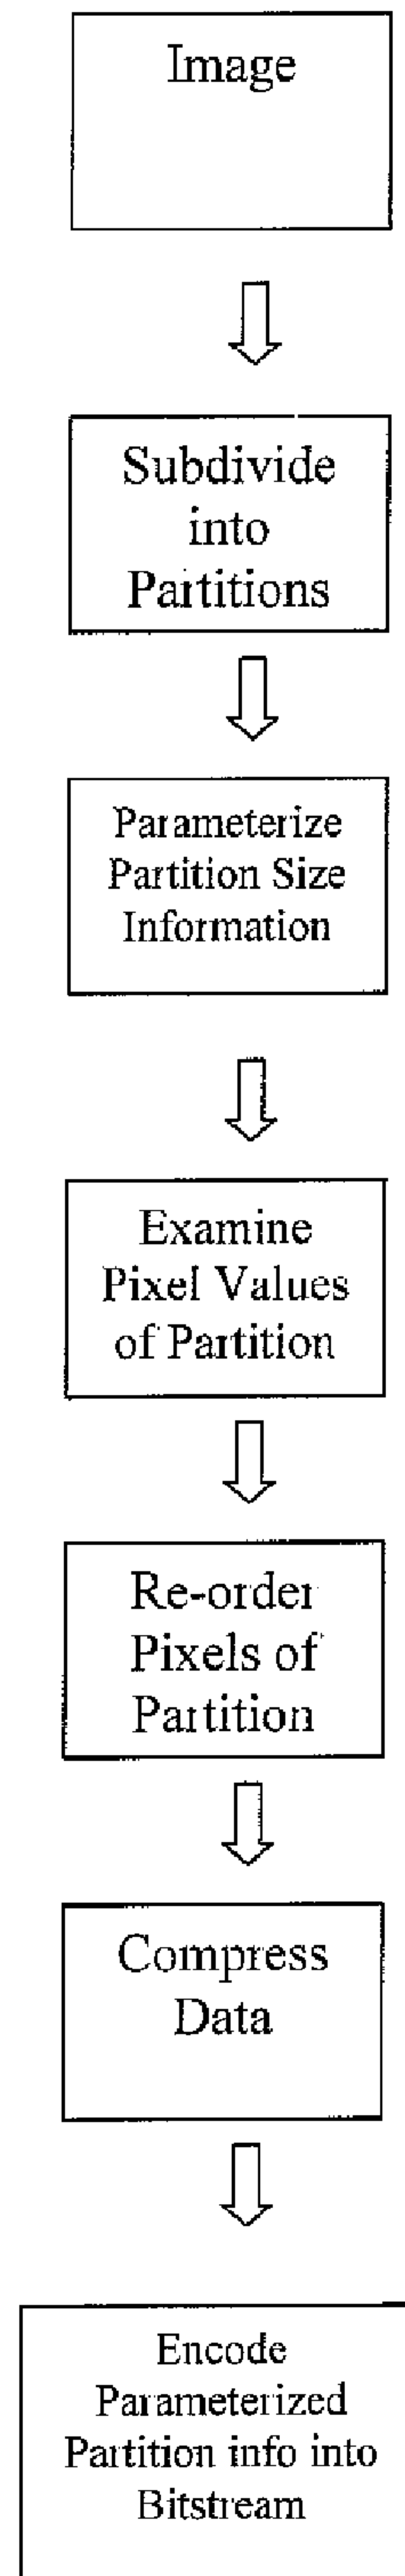 Image
Subdivide
into
Partitions
Parameterize
Partition Size
Information
Examine
Pixel Values
of Partition
Re-order
Pixels of
Partition
Compress
Data
Encode
Parameterized
Partition info into
Bitstream